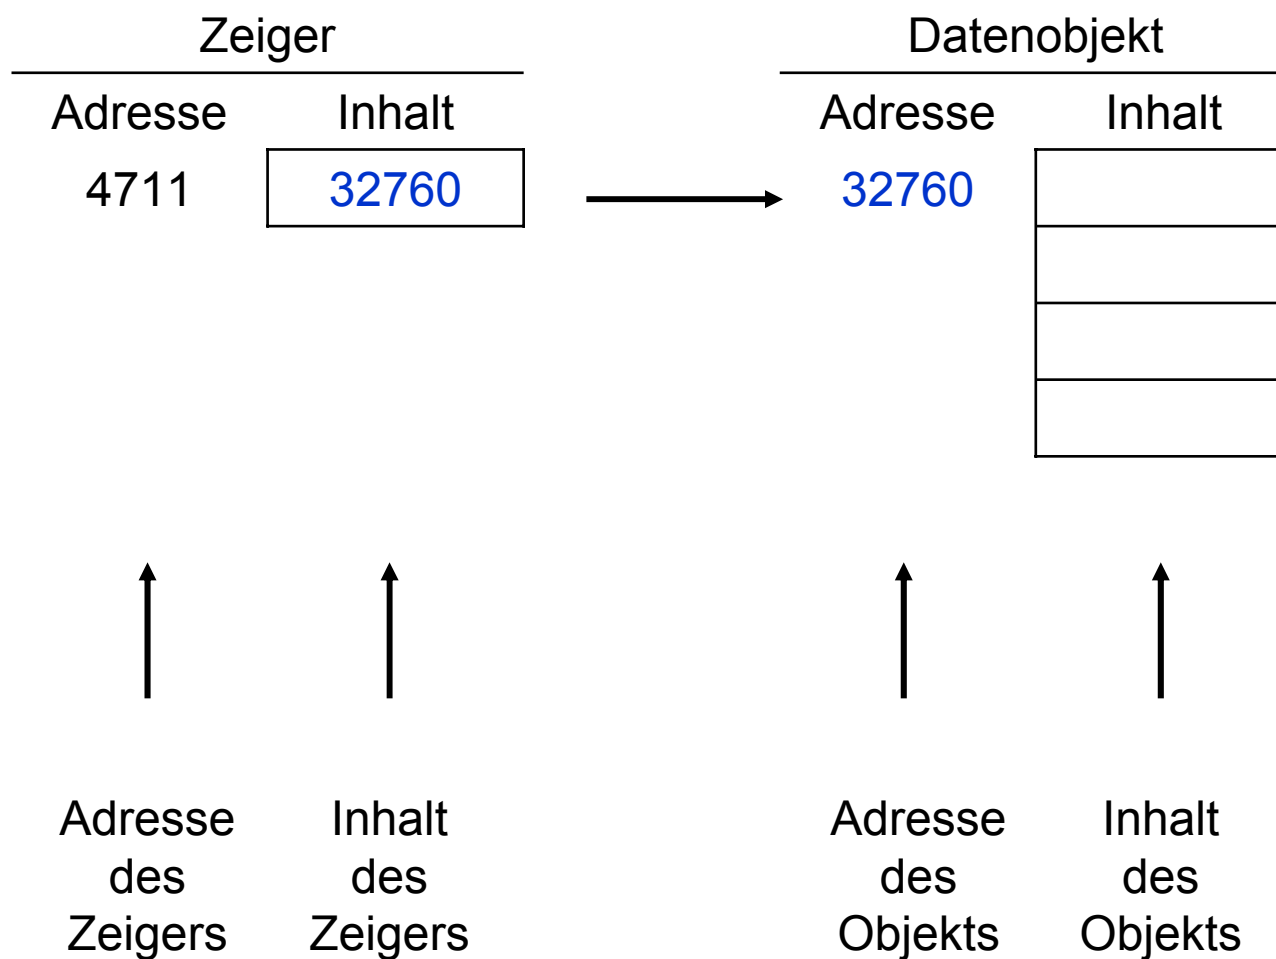 Zeiger
Datenobjekt
Adresse Inhalt
Adresse Inhalt
4711 32760
32760
Adresse
des
Zeigers
Inhalt
des
Zeigers
Adresse
des
Objekts
Inhalt
des
Objekts